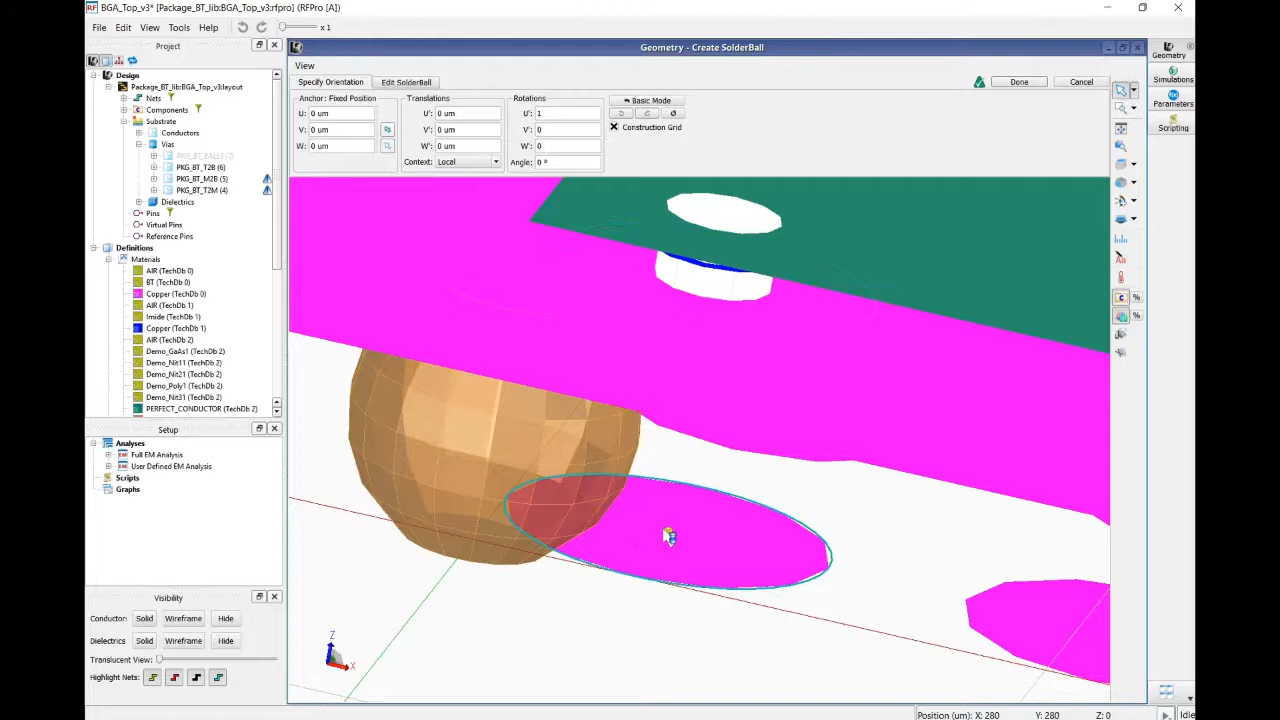 BGA_Top_v3* [Package_BT_lib:BGA_Top_v3:rfpro] (RFPro [A])
File Edit View Tools Help
x 1
Project
Design
Package_BT_lib:BGA_Top_v3:layout
Nets
Components
Substrate
Conductors
Vias
PKG_BT_BALLS (7)
PKG_BT_T2B (6)
PKG_BT_M2B (5)
PKG_BT_T2M (4)
Dielectrics
Pins
Virtual Pins
Reference Pins
Definitions
Materials
AIR (TechDb 0)
BT (TechDb 0)
Copper (TechDb 0)
AIR (TechDb 1)
Imide (TechDb 1)
Copper (TechDb 1)
AIR (TechDb 2)
Demo_GaAs1 (TechDb 2)
Demo_Nit11 (TechDb 2)
Demo_Nit21 (TechDb 2)
Demo_Poly1 (TechDb 2)
Demo_Nit31 (TechDb 2)
PERFECT_CONDUCTOR (TechDb 2)
Setup
Analyses
Full EM Analysis
User Defined EM Analysis
Scripts
Graphs
Visibility
Conductor: Solid Wireframe Hide
Dielectrics Solid Wireframe Hide
Translucent View:
Highlight Nets:
Geometry - Create SolderBall
View
Specify Orientation Edit SolderBall
Done Cancel
Anchor: Fixed Position
U: 0 um
V: 0 um
W: 0 um
Translations
U': 0 um
V': 0 um
W': 0 um
Context: Local
Rotations
U': 1
V': 0
W': 0
Angle: 0 °
Basic Mode
Construction Grid
Z
X
Geometry
Simulations
Parameters
Scripting
Position (um): X: 280 Y: 280 Z: 0
Idle